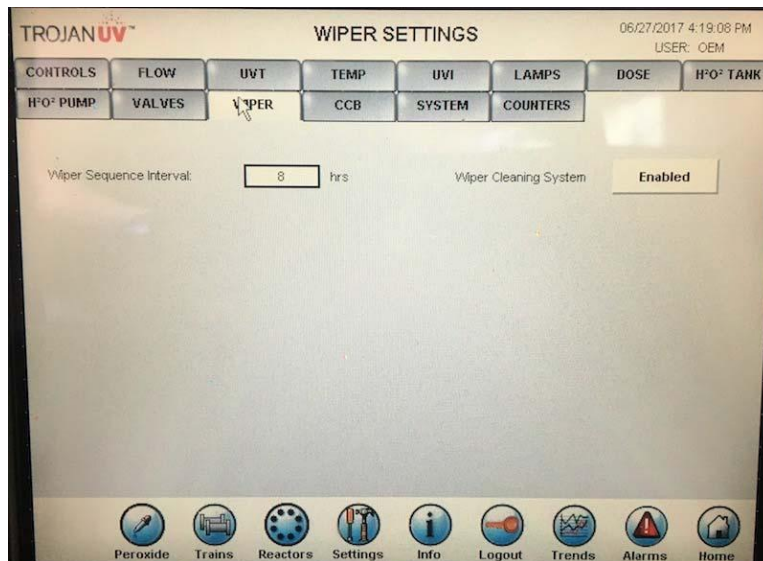 TROJANUV™ WIPER SETTINGS 06/27/2017 4:19:08 PM
USER: OEM
CONTROLS FLOW UVT TEMP UVI LAMPS DOSE H²O² TANK
H²O² PUMP VALVES WIPER CCB SYSTEM COUNTERS
Wiper Sequence Interval: 8 hrs Wiper Cleaning System Enabled
Peroxide Trains Reactors Settings Info Logout Trends Alarms Home